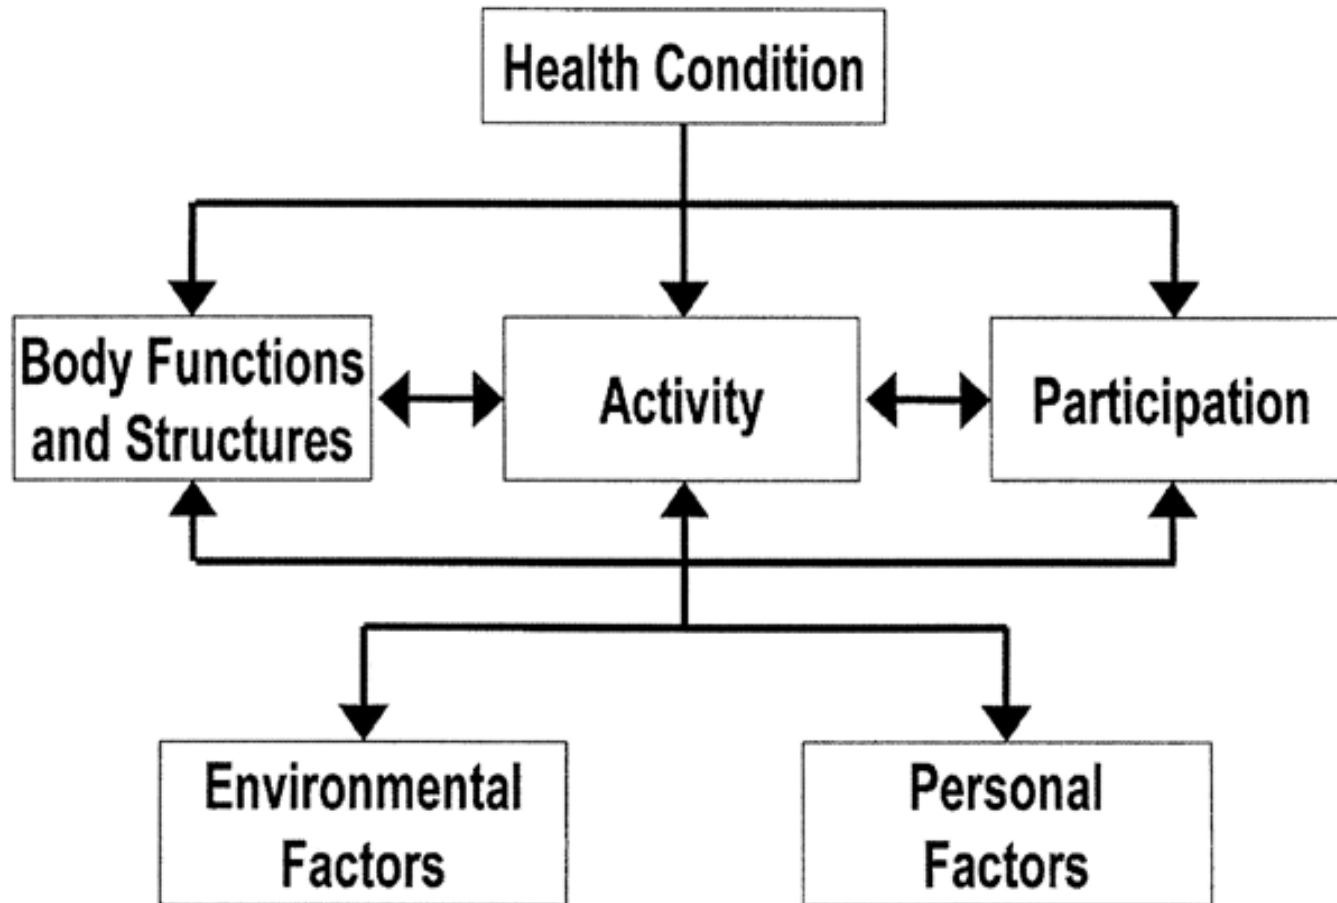 Health Condition
Body Functions
and Structures
Activity
Participation
Environmental
Factors
Personal
Factors